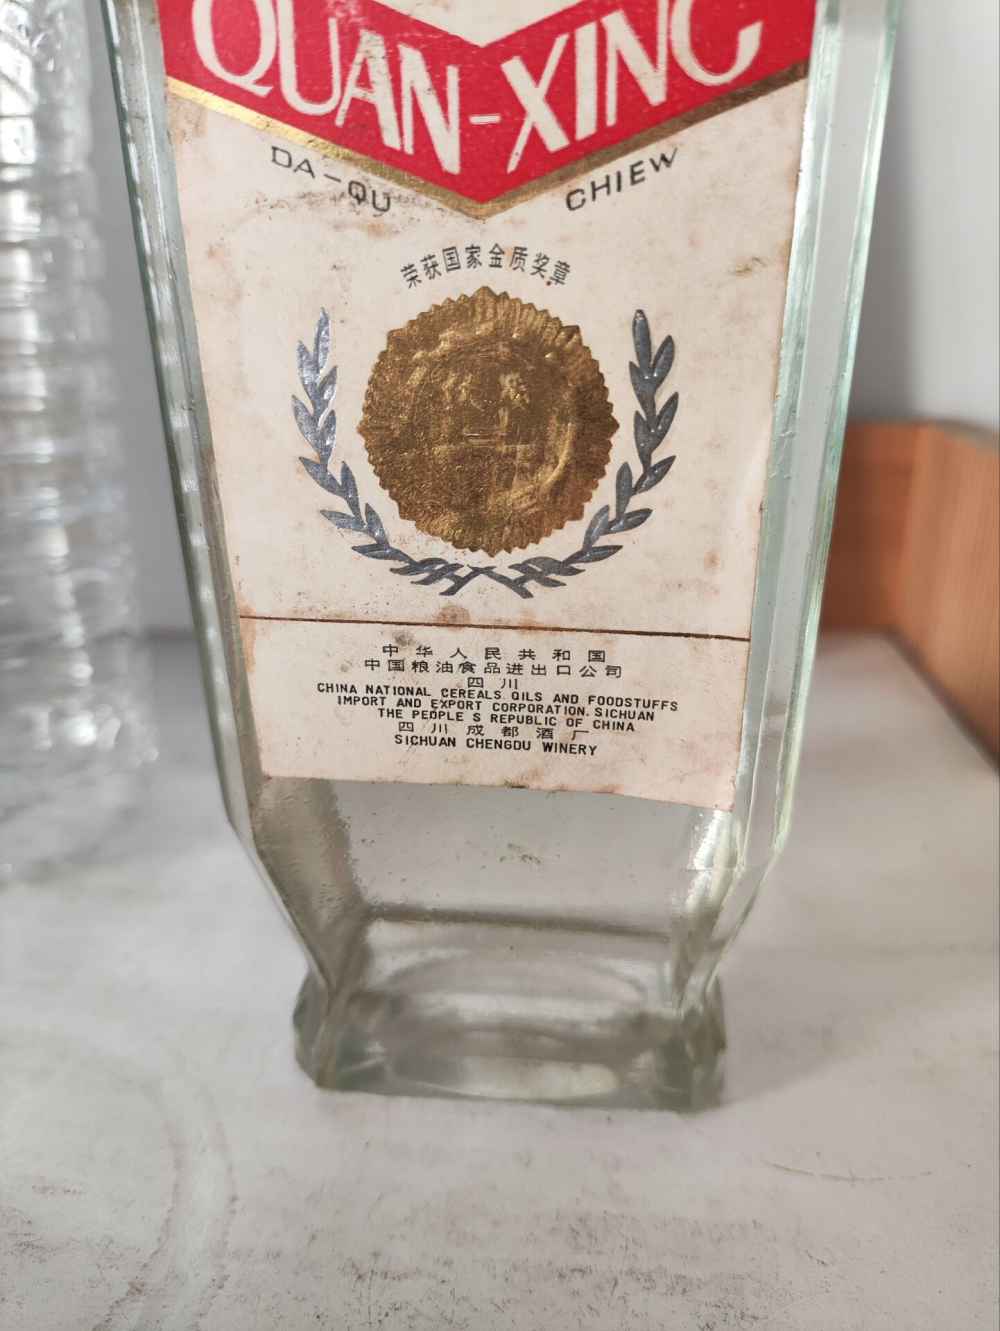 QUAN-XING
DA-QU CHIEW
荣获国家金质奖章
中华人民共和国
中国粮油食品进出口公司
四川
CHINA NATIONAL CEREALS. OILS AND FOODSTUFFS
IMPORT AND EXPORT CORPORATION. SICHUAN
THE PEOPLE S REPUBLIC OF CHINA
四川成都酒厂
SICHUAN CHENGDU WINERY